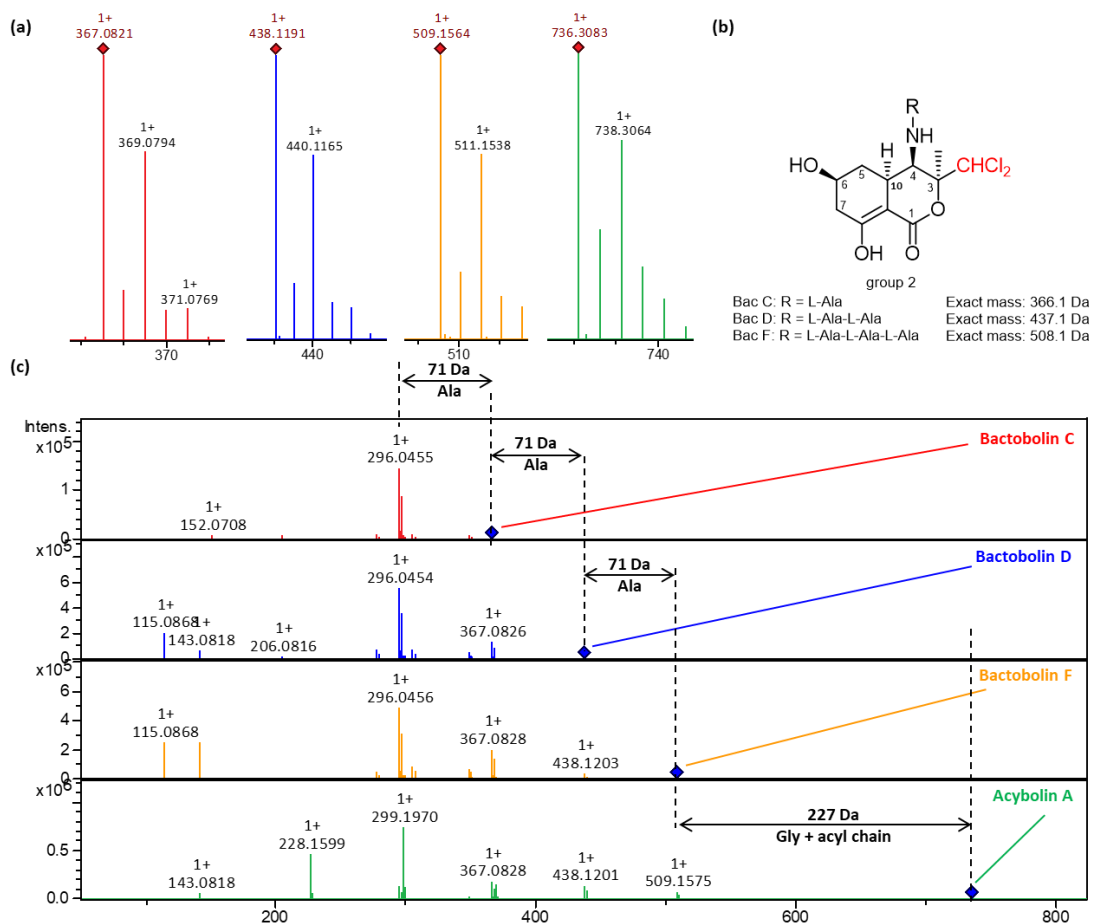 (a)
1+
367.0821
1+
369.0794
1+
371.0769
370
1+
438.1191
1+
440.1165
440
1+
509.1564
1+
511.1538
510
1+
736.3083
1+
738.3064
740
(b)
R
NH
H
CHCl2
HO
5
4
6
10
3
7
1
O
OH
O
group 2
Bac C: R = L-Ala Exact mass: 366.1 Da
Bac D: R = L-Ala-L-Ala Exact mass: 437.1 Da
Bac F: R = L-Ala-L-Ala-L-Ala Exact mass: 508.1 Da
(c)
71 Da
Ala
Intens.
x105
1
0
1+
152.0708
1+
296.0455
71 Da
Ala
Bactobolin C
x105
6
4
2
0
1+
115.0868
1+
143.0818
1+
206.0816
1+
296.0454
1+
367.0826
71 Da
Ala
Bactobolin D
x105
6
4
2
0
1+
115.0868
1+
296.0456
1+
367.0828
1+
438.1203
Bactobolin F
x106
0.5
0.0
1+
143.0818
1+
228.1599
1+
299.1970
1+
367.0828
1+
438.1201
1+
509.1575
227 Da
Gly + acyl chain
Acybolin A
200
400
600
800